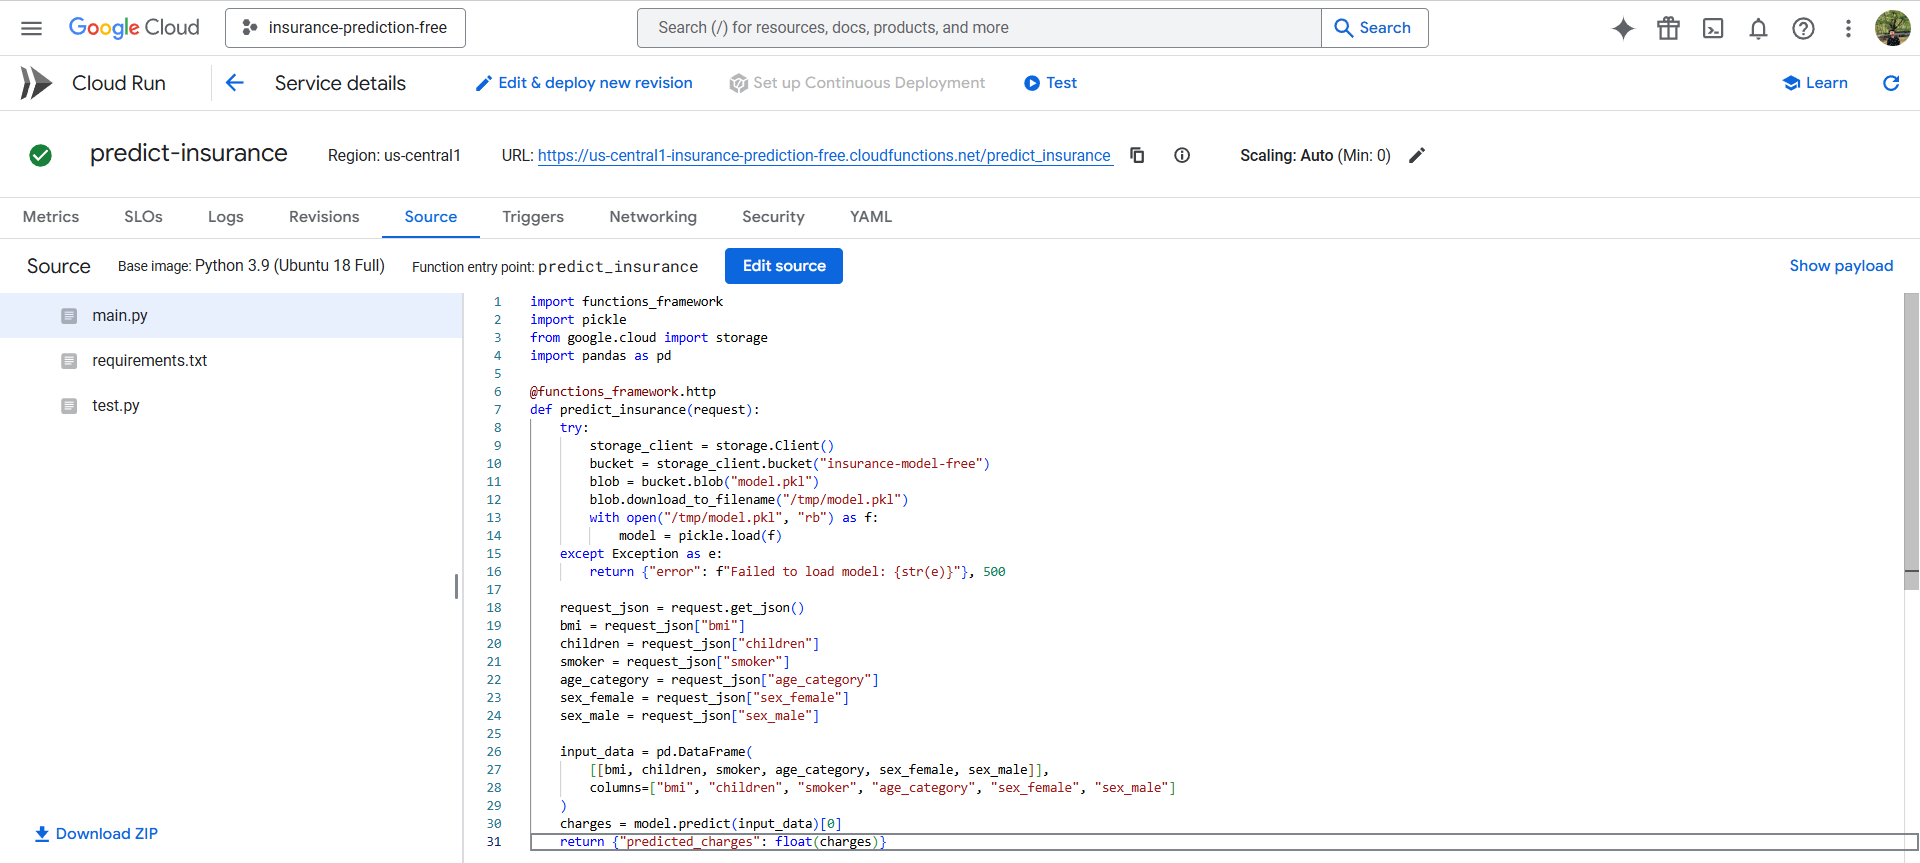 Google Cloud
insurance-prediction-free
Search (/) for resources, docs, products, and more
Search
Cloud Run
Service details
Edit & deploy new revision
Set up Continuous Deployment
Test
Learn
predict-insurance
Region: us-central1
URL: https://us-central1-insurance-prediction-free.cloudfunctions.net/predict_insurance
Scaling: Auto (Min: 0)
Metrics
SLOs
Logs
Revisions
Source
Triggers
Networking
Security
YAML
Source
Base image: Python 3.9 (Ubuntu 18 Full)
Function entry point: predict_insurance
Edit source
Show payload
main.py
requirements.txt
test.py
Download ZIP
1 import functions_framework
2 import pickle
3 from google.cloud import storage
4 import pandas as pd
5
6 @functions_framework.http
7 def predict_insurance(request):
8     try:
9         storage_client = storage.Client()
10         bucket = storage_client.bucket("insurance-model-free")
11         blob = bucket.blob("model.pkl")
12         blob.download_to_filename("/tmp/model.pkl")
13         with open("/tmp/model.pkl", "rb") as f:
14             model = pickle.load(f)
15     except Exception as e:
16         return {"error": f"Failed to load model: {str(e)}"}, 500
17
18     request_json = request.get_json()
19     bmi = request_json["bmi"]
20     children = request_json["children"]
21     smoker = request_json["smoker"]
22     age_category = request_json["age_category"]
23     sex_female = request_json["sex_female"]
24     sex_male = request_json["sex_male"]
25
26     input_data = pd.DataFrame(
27         [[bmi, children, smoker, age_category, sex_female, sex_male]],
28         columns=["bmi", "children", "smoker", "age_category", "sex_female", "sex_male"]
29     )
30     charges = model.predict(input_data)[0]
31     return {"predicted_charges": float(charges)}